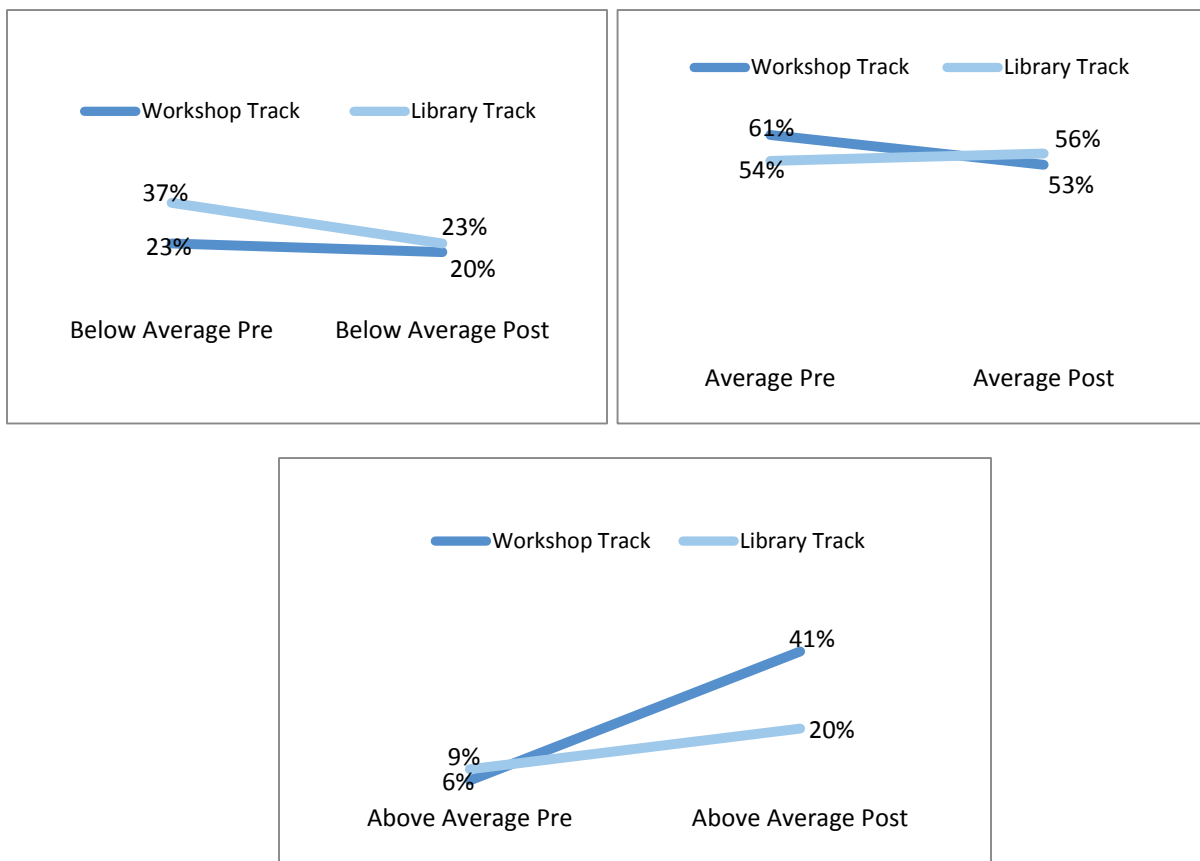 Workshop Track Library Track
37%
23%
23%
20%
Below Average Pre Below Average Post
Workshop Track Library Track
61%
54%
56%
53%
Average Pre Average Post
Workshop Track Library Track
41%
9%
6%
20%
Above Average Pre Above Average Post